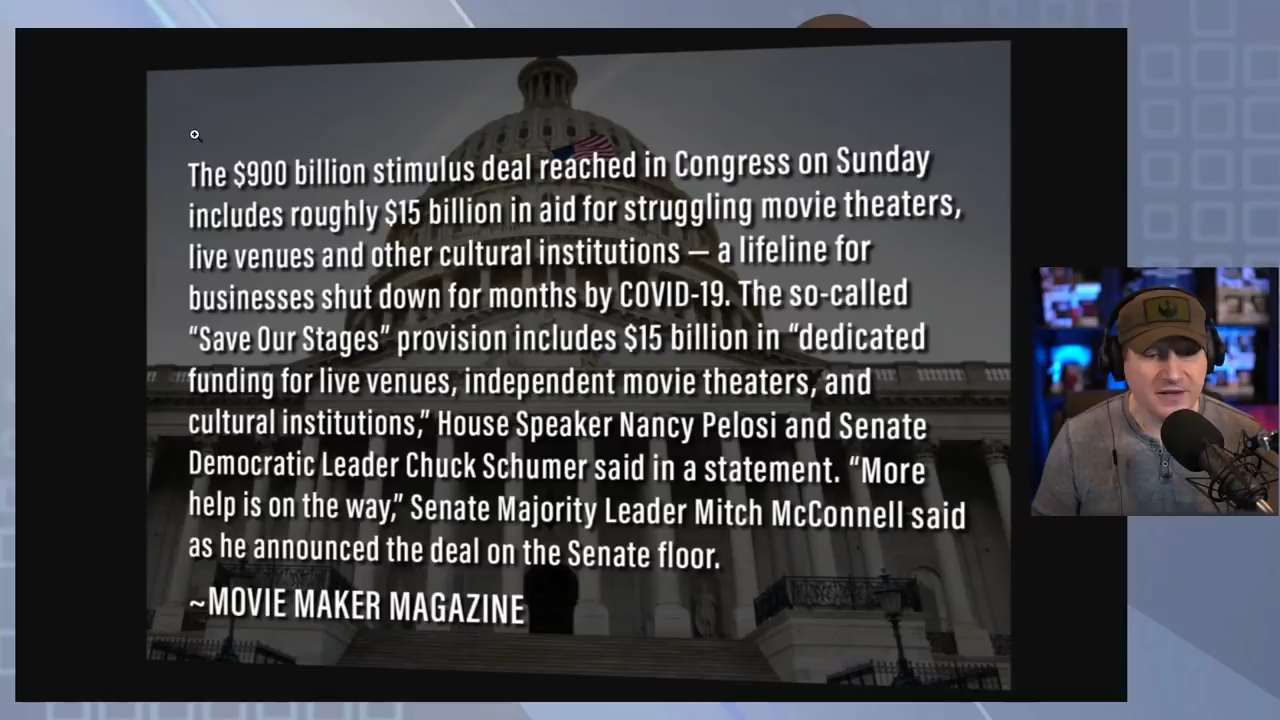 The $900 billion stimulus deal reached in Congress on Sunday
includes roughly $15 billion in aid for struggling movie theaters,
live venues and other cultural institutions — a lifeline for
businesses shut down for months by COVID-19. The so-called
“Save Our Stages” provision includes $15 billion in “dedicated
funding for live venues, independent movie theaters, and
cultural institutions,” House Speaker Nancy Pelosi and Senate
Democratic Leader Chuck Schumer said in a statement. “More
help is on the way,” Senate Majority Leader Mitch McConnell said
as he announced the deal on the Senate floor.
~MOVIE MAKER MAGAZINE